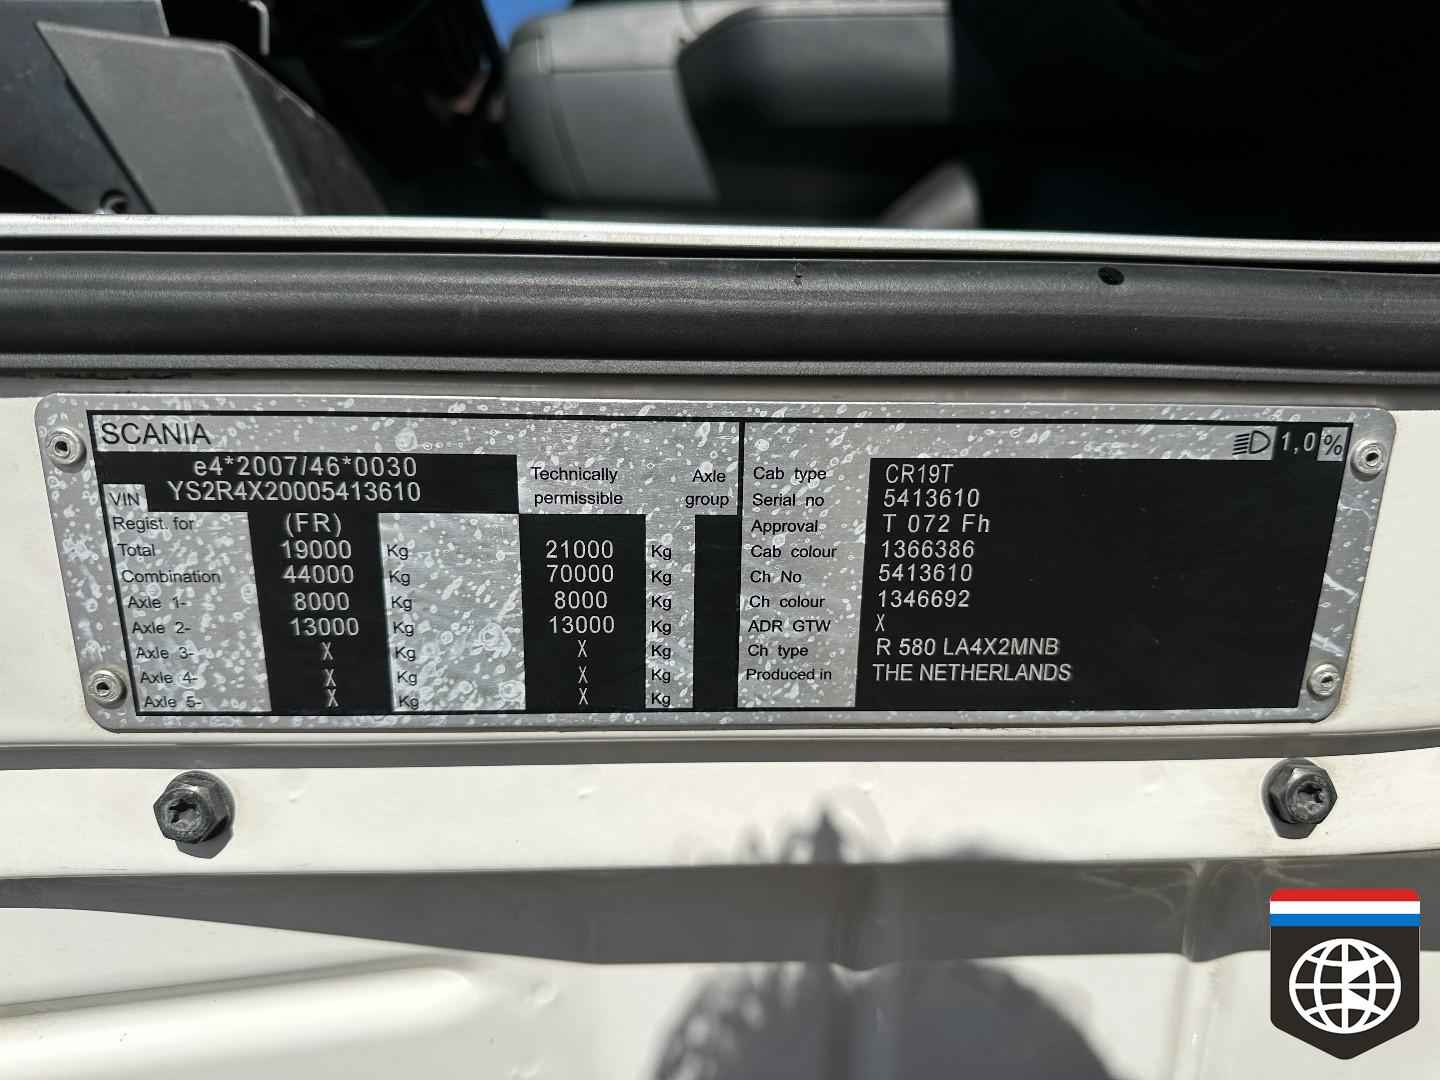 SCANIA
1,0 %
e4*2007/46*0030
VIN YS2R4X20005413610
Technically permissible
Axle group
Regist. for (FR)
Total 19000 Kg 21000 Kg
Combination 44000 Kg 70000 Kg
Axle 1- 8000 Kg 8000 Kg
Axle 2- 13000 Kg 13000 Kg
Axle 3- X Kg X Kg
Axle 4- X Kg X Kg
Axle 5- X Kg X Kg
Cab type CR19T
Serial no 5413610
Approval T 072 Fh
Cab colour 1366386
Ch No 5413610
Ch colour 1346692
ADR GTW X
Ch type R 580 LA4X2MNB
Produced in THE NETHERLANDS